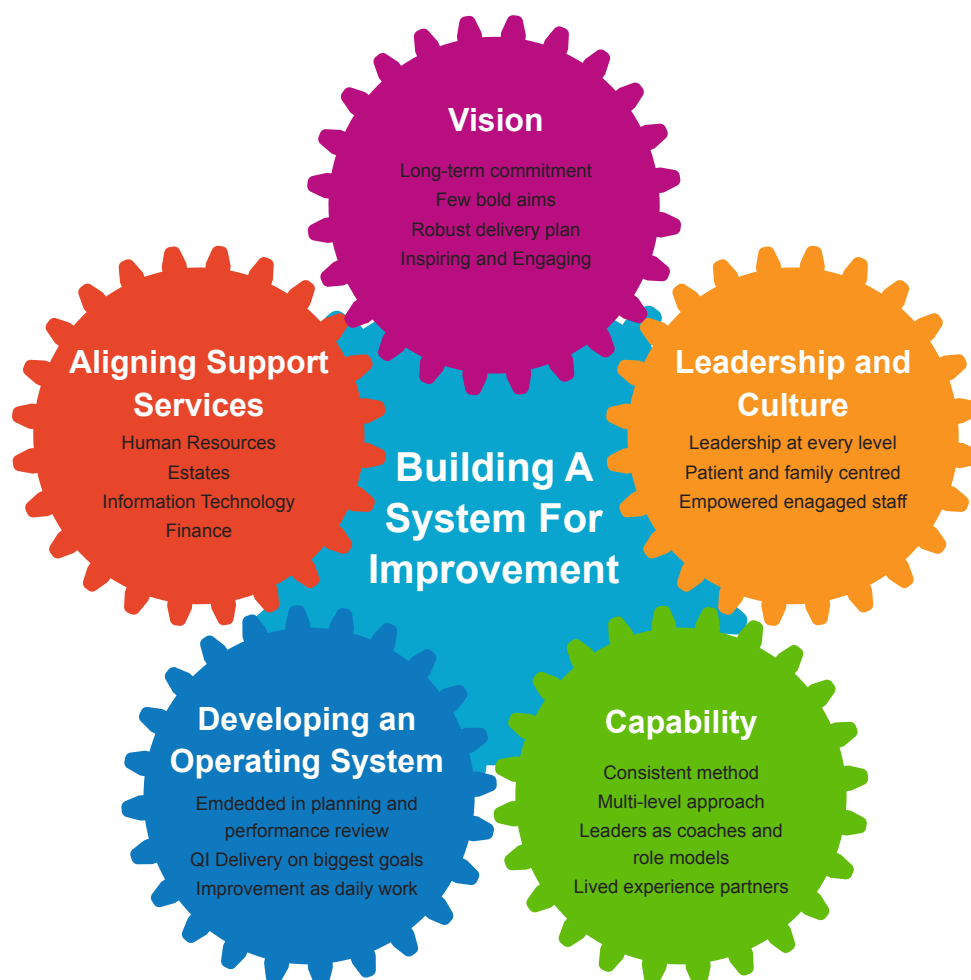 Vision
Long-term commitment
Few bold aims
Robust delivery plan
Inspiring and Engaging
Aligning Support
Services
Human Resources
Estates
Information Technology
Finance
Leadership and
Culture
Leadership at every level
Patient and family centred
Empowered enagaged staff
Building A
System For
Improvement
Developing an
Operating System
Emdedded in planning and
performance review
QI Delivery on biggest goals
Improvement as daily work
Capability
Consistent method
Multi-level approach
Leaders as coaches and
role models
Lived experience partners